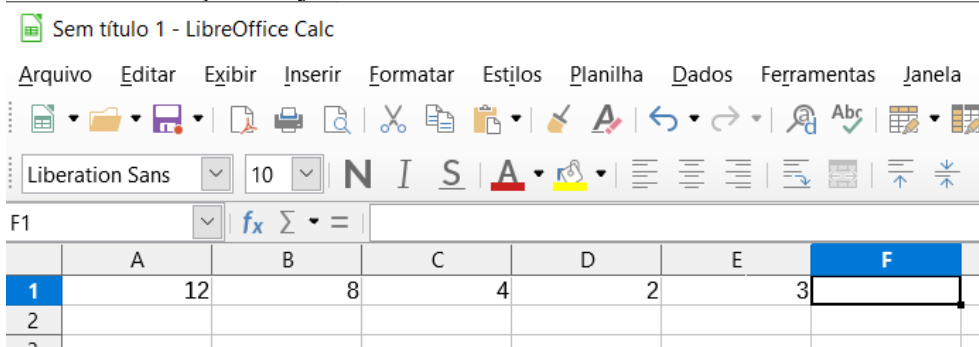 Sem título 1 - LibreOffice Calc
Arquivo Editar Exibir Inserir Formatar Estilos Planilha Dados Ferramentas Janela
Abc
Liberation Sans 10 N I S A
F1 fx Σ =
A B C D E F
1 12 8 4 2 3
2